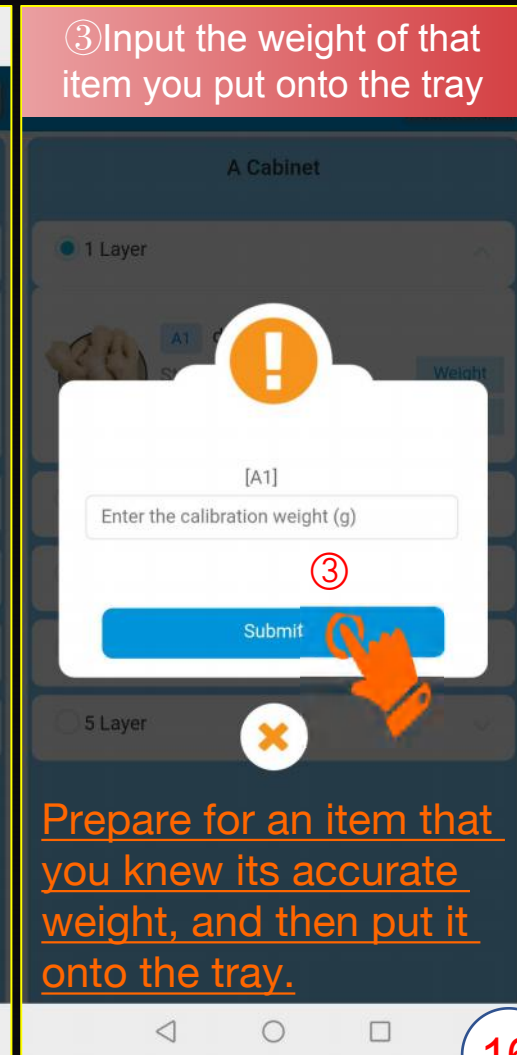 ③Input the weight of that
item you put onto the tray
A Cabinet
1 Layer
A1
Weight
[A1]
Enter the calibration weight (g)
③
Submit
5 Layer
Prepare for an item that
you knew its accurate
weight, and then put it
onto the tray.